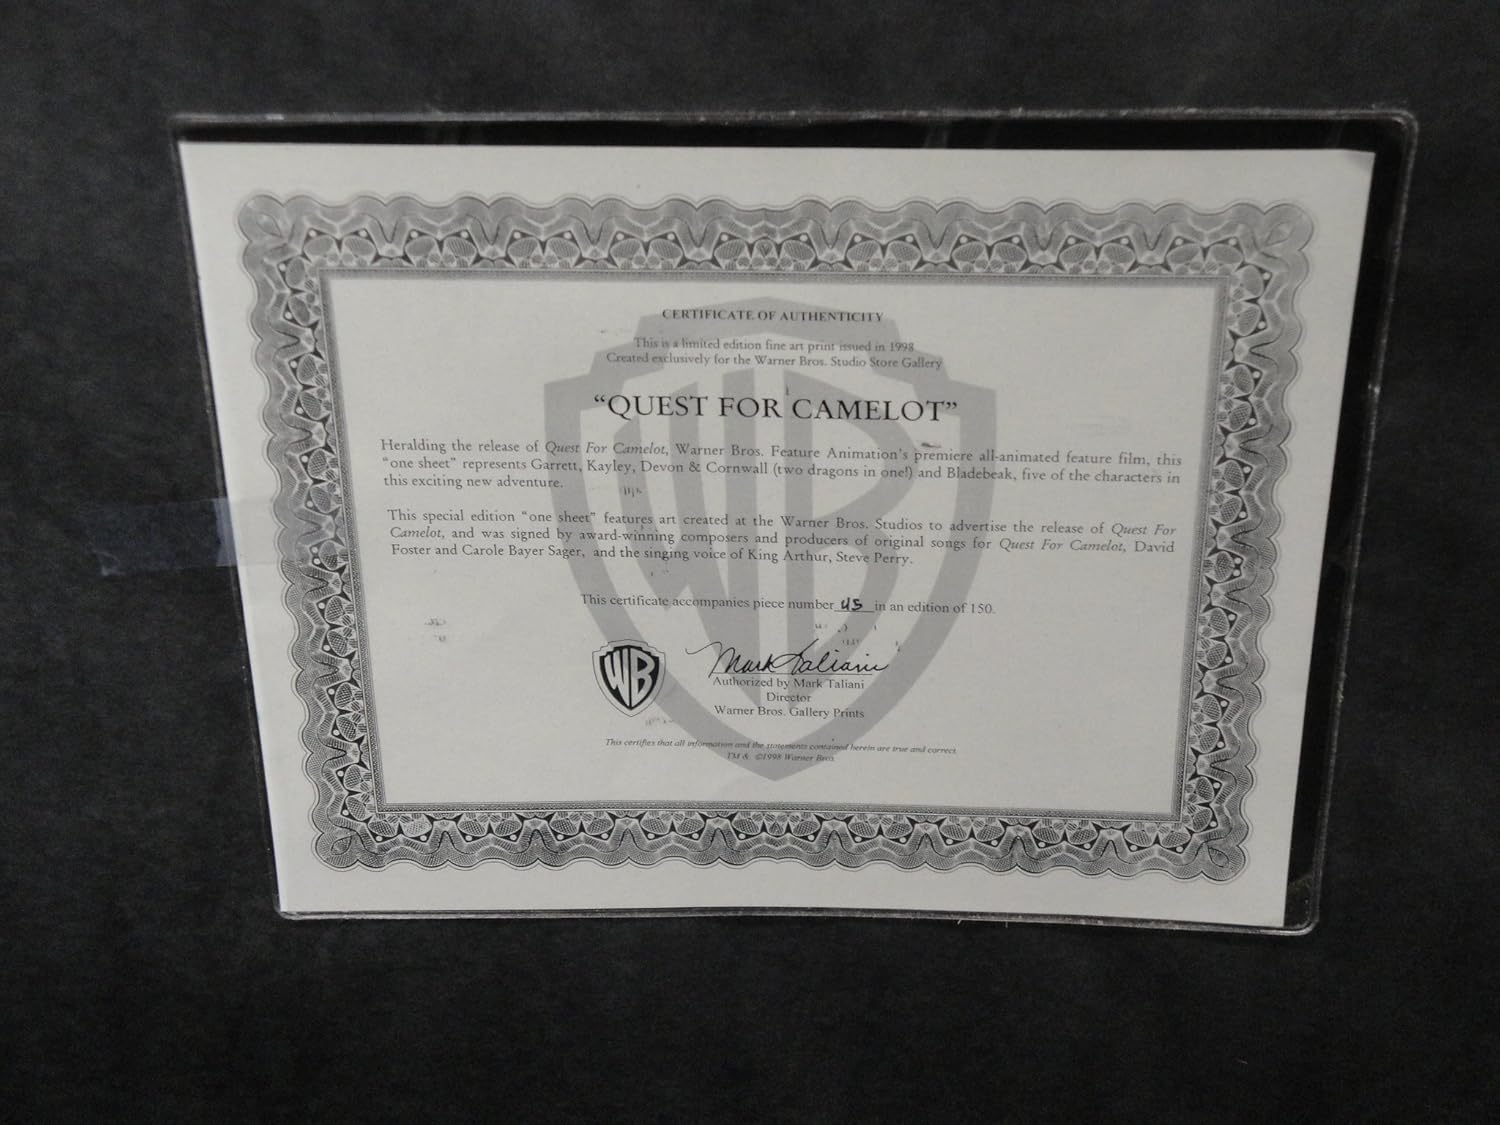 CERTIFICATE OF AUTHENTICITY
This is a limited edition fine art print issued in 1998
Created exclusively for the Warner Bros. Studio Store Gallery
“QUEST FOR CAMELOT”
Heralding the release of Quest For Camelot, Warner Bros. Feature Animation's premiere all-animated feature film, this
“one sheet” represents Garrett, Kayley, Devon & Cornwall (two dragons in one!) and Bladebeak, five of the characters in
this exciting new adventure.
This special edition “one sheet” features art created at the Warner Bros. Studios to advertise the release of Quest For
Camelot, and was signed by award-winning composers and producers of original songs for Quest For Camelot, David
Foster and Carole Bayer Sager, and the singing voice of King Arthur, Steve Perry.
This certificate accompanies piece number 45 in an edition of 150.
WB
Mark Taliani
Authorized by Mark Taliani
Director
Warner Bros. Gallery Prints
This certifies that all information and the statements contained herein are true and correct.
TM & ©1998 Warner Bros.
WB